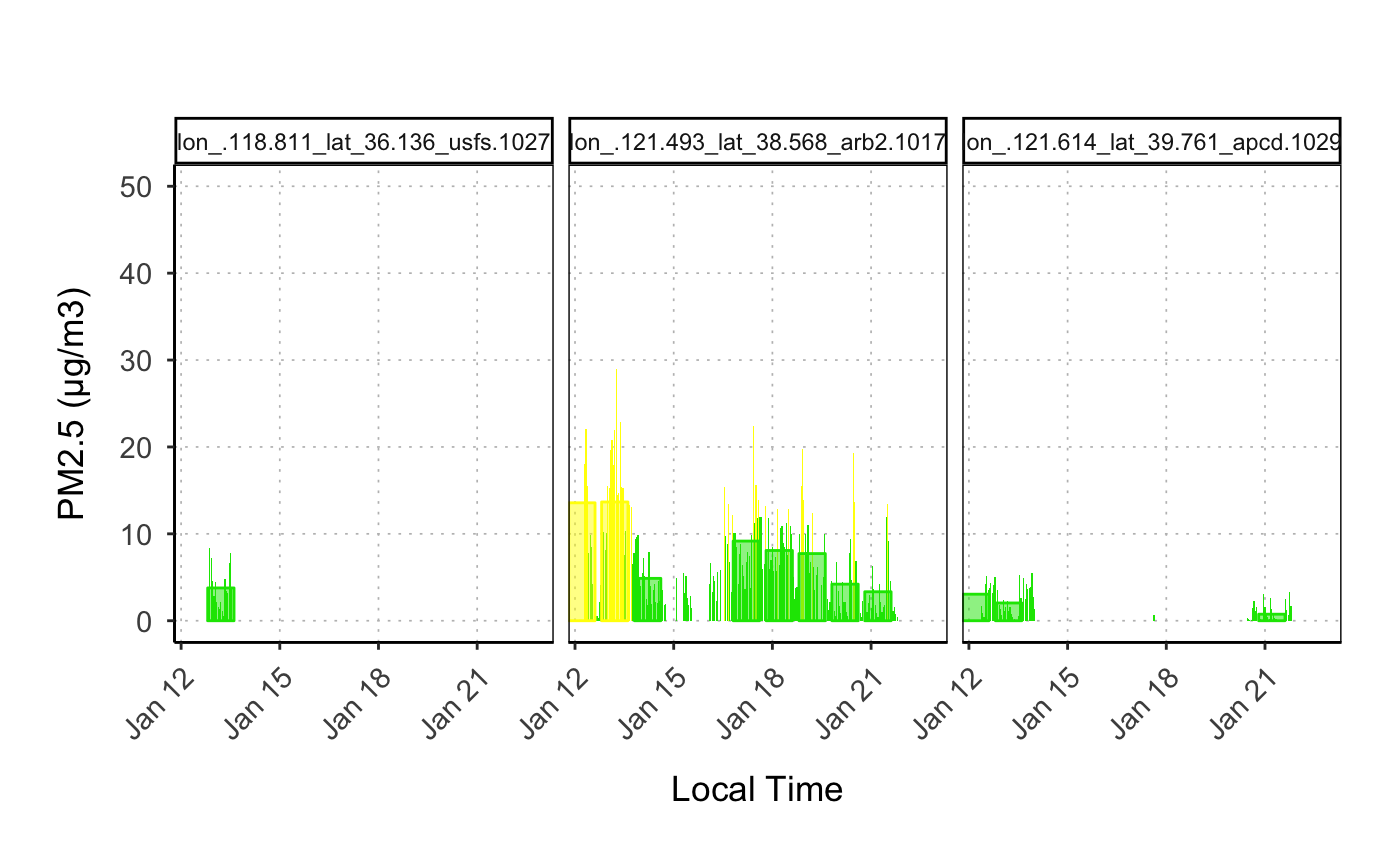 lon_.118.811_lat_36.136_usfs.1027
lon_.121.493_lat_38.568_arb2.1017
lon_.121.614_lat_39.761_apcd.1029
PM2.5 (µg/m3)
50
40
30
20
10
0
Jan 12 Jan 15 Jan 18 Jan 21
Jan 12 Jan 15 Jan 18 Jan 21
Jan 12 Jan 15 Jan 18 Jan 21
Local Time